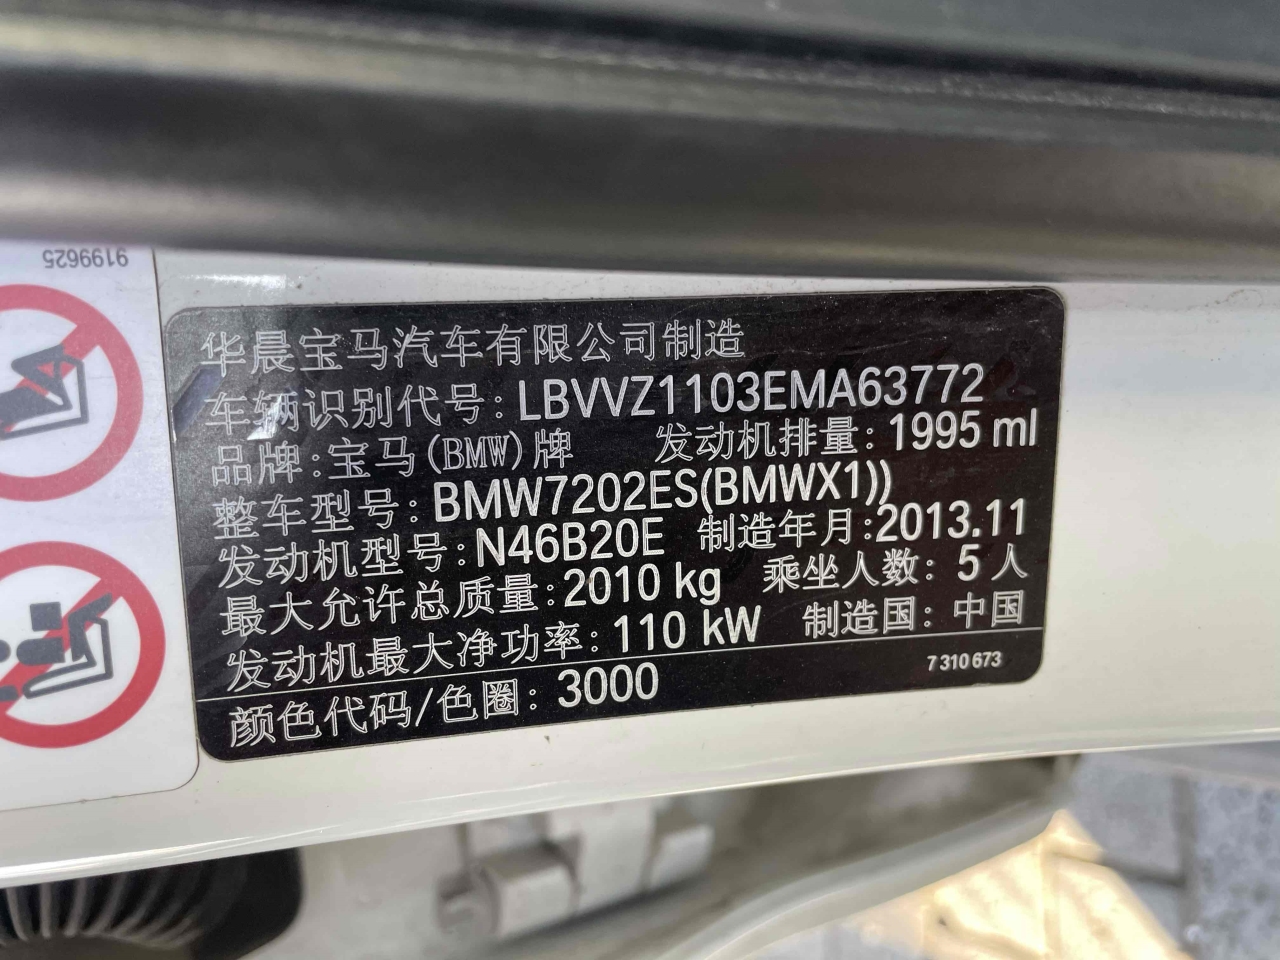 9199625
华晨宝马汽车有限公司制造
车辆识别代号: LBVVZ1103EMA63772
品牌:宝马(BMW)牌 发动机排量: 1995 ml
整车型号: BMW7202ES(BMWX1))
发动机型号: N46B20E 制造年月:2013.11
最大允许总质量: 2010 kg 乘坐人数: 5 人
发动机最大净功率: 110 kW 制造国: 中国
7 310 673
颜色代码/色圈: 3000